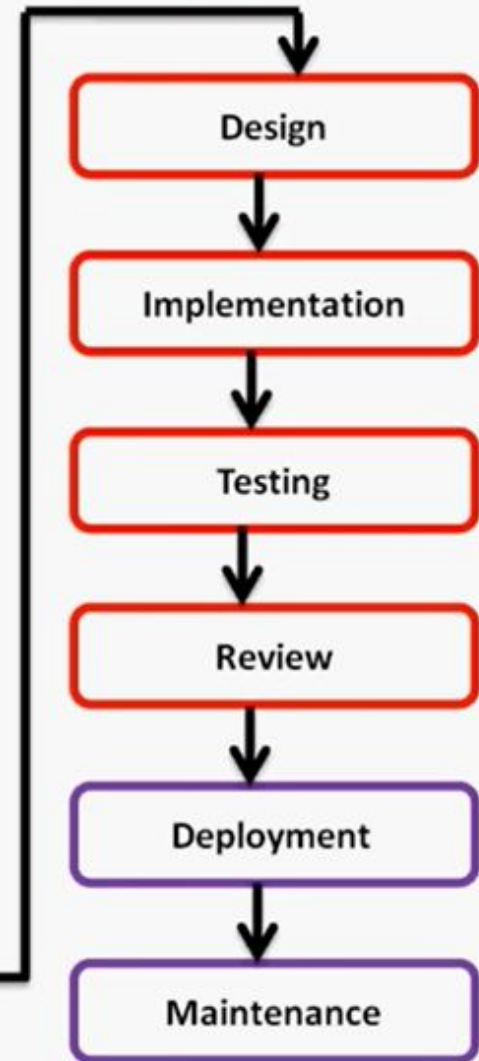 Design
Implementation
Testing
Review
Deployment
Maintenance